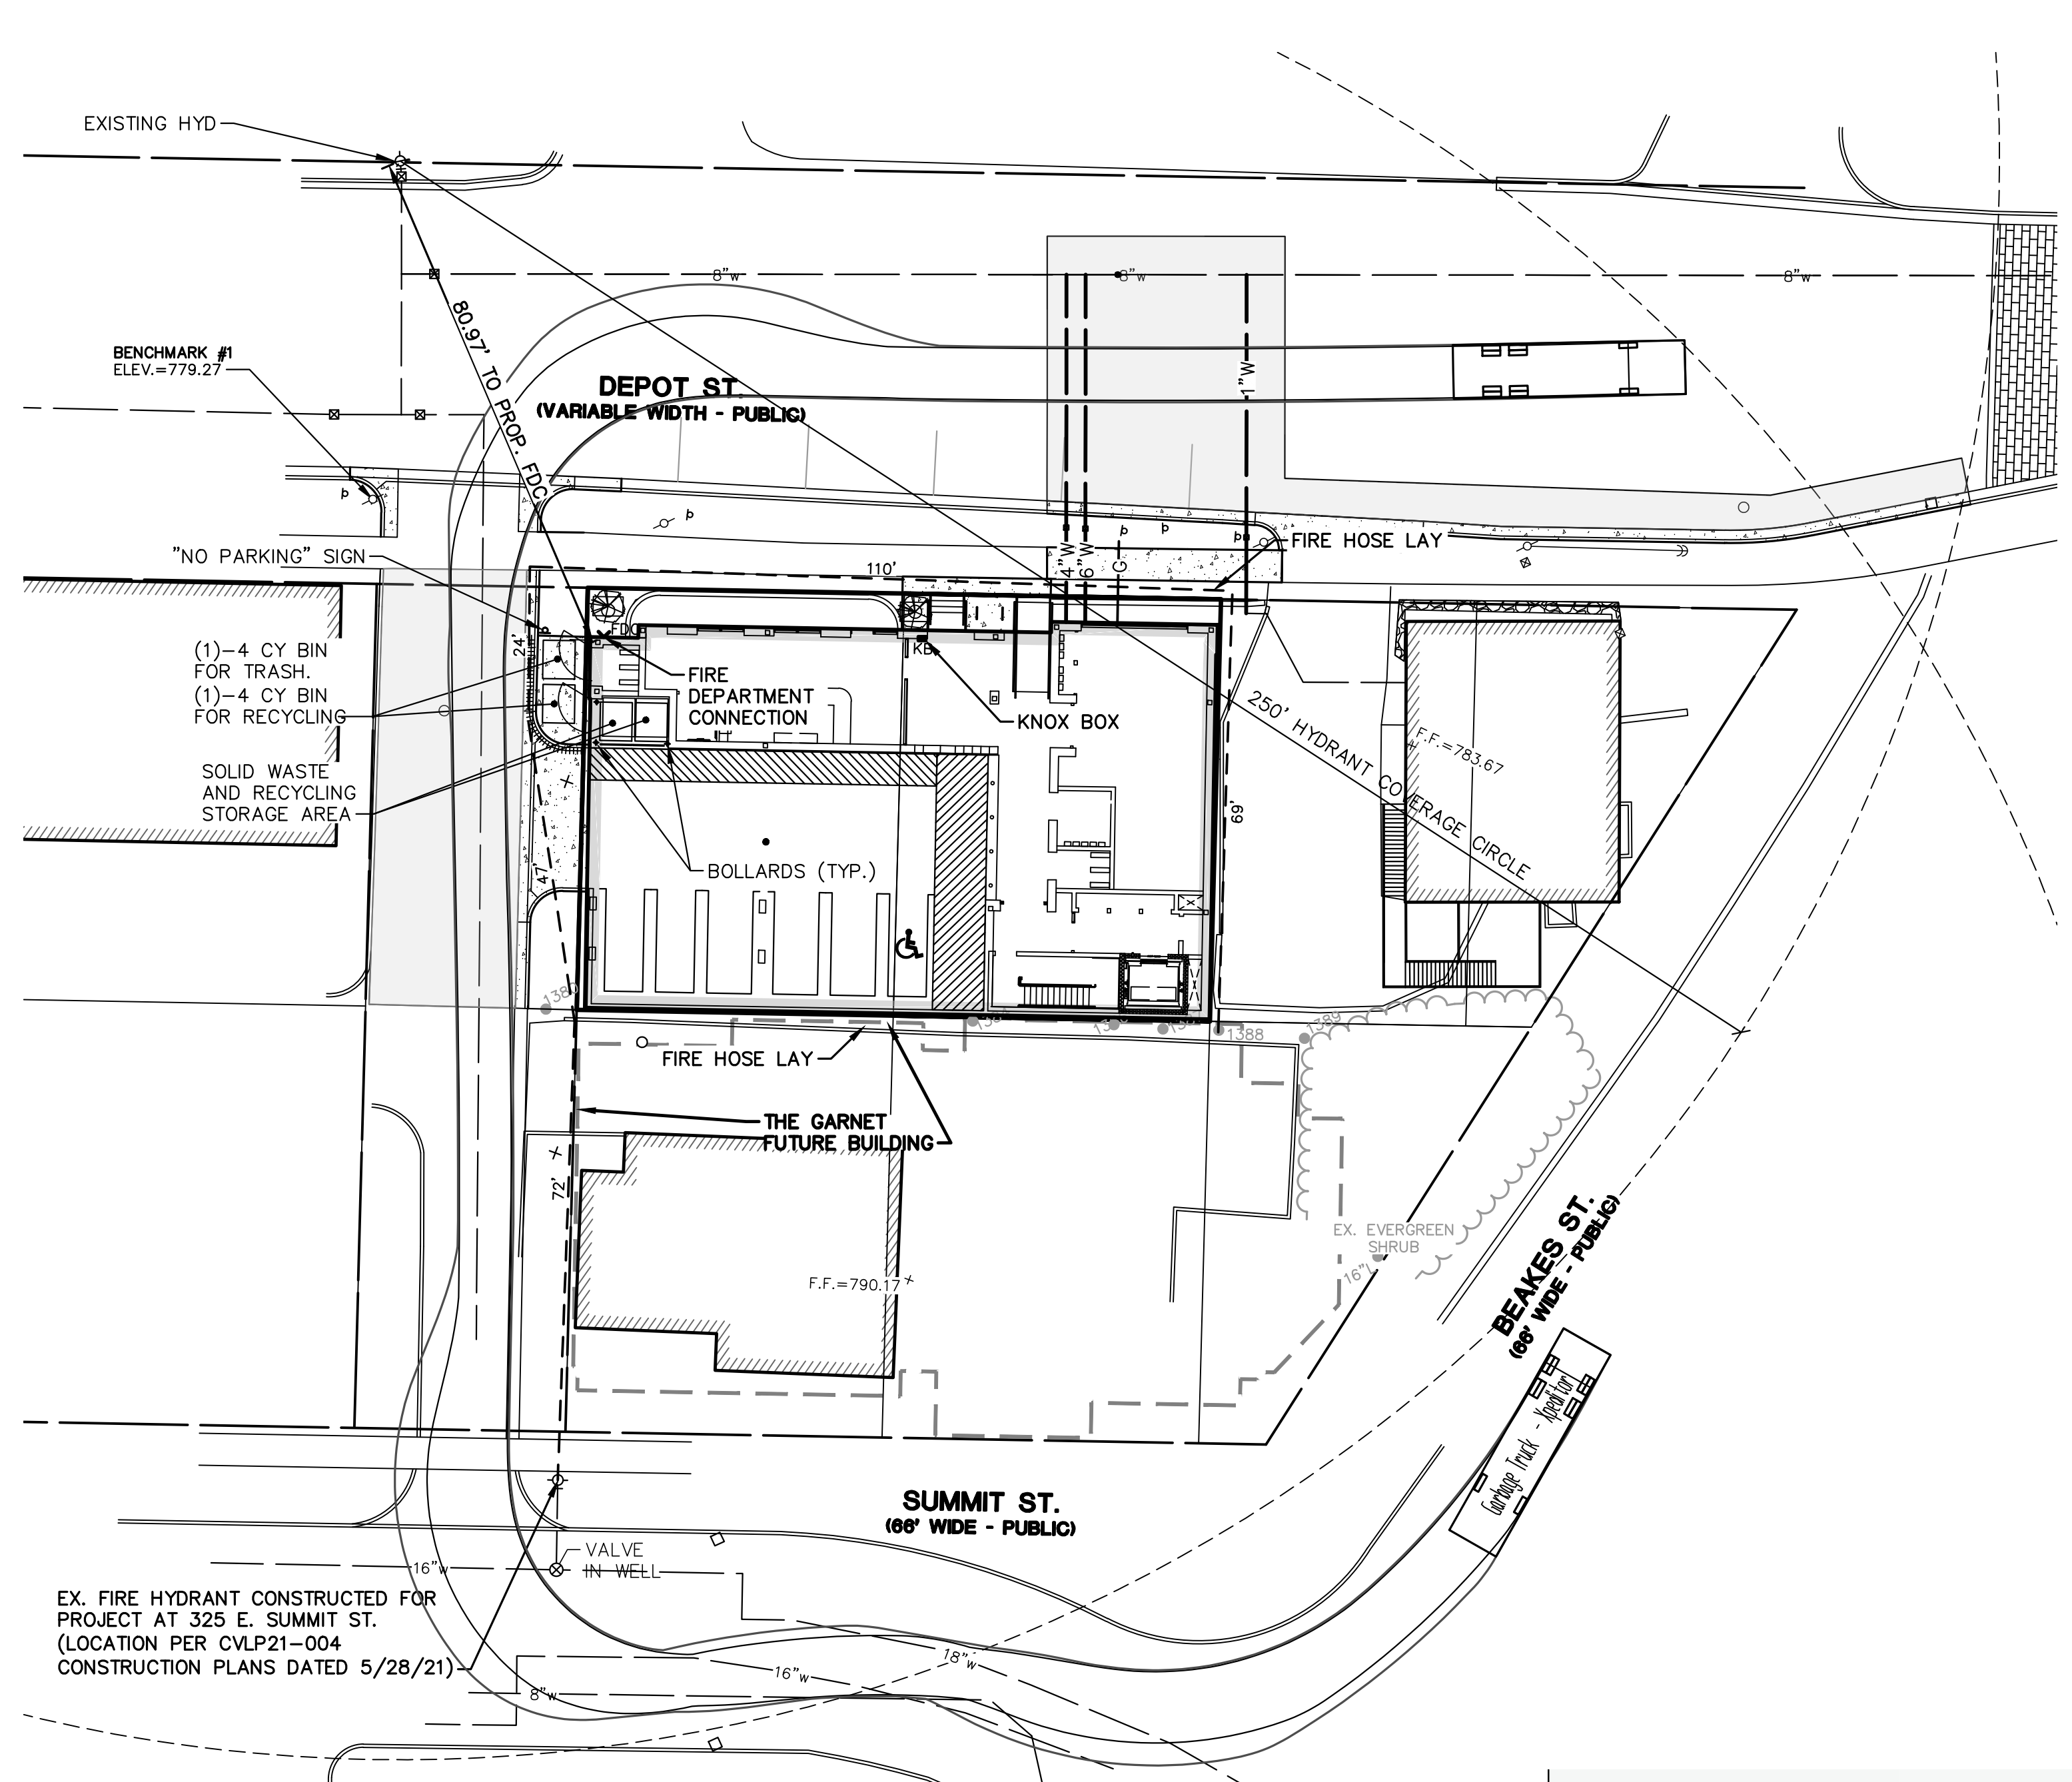 EXISTING HYD
8"W
8"W
8"W
80.97' TO PROP. FDC
BENCHMARK #1
ELEV.=779.27
DEPOT ST.
(VARIABLE WIDTH - PUBLIC)
1"W
4"W
6"W
G
FIRE HOSE LAY
"NO PARKING" SIGN
110'
24'
FDC
KB
(1)-4 CY BIN
FOR TRASH.
(1)-4 CY BIN
FOR RECYCLING
FIRE
DEPARTMENT
CONNECTION
KNOX BOX
250' HYDRANT COVERAGE CIRCLE
F.F.=783.67
SOLID WASTE
AND RECYCLING
STORAGE AREA
69'
BOLLARDS (TYP.)
47'
1380
1388
1389
FIRE HOSE LAY
THE GARNET
FUTURE BUILDING
72'
EX. EVERGREEN
SHRUB
16"L
F.F.=790.17
BEAKES ST.
(66' WIDE - PUBLIC)
Garbage Truck - Xpeditor
SUMMIT ST.
(66' WIDE - PUBLIC)
VALVE
IN WELL
16"W
EX. FIRE HYDRANT CONSTRUCTED FOR
PROJECT AT 325 E. SUMMIT ST.
(LOCATION PER CVLP21-004
CONSTRUCTION PLANS DATED 5/28/21)
18"W
16"W
8"W